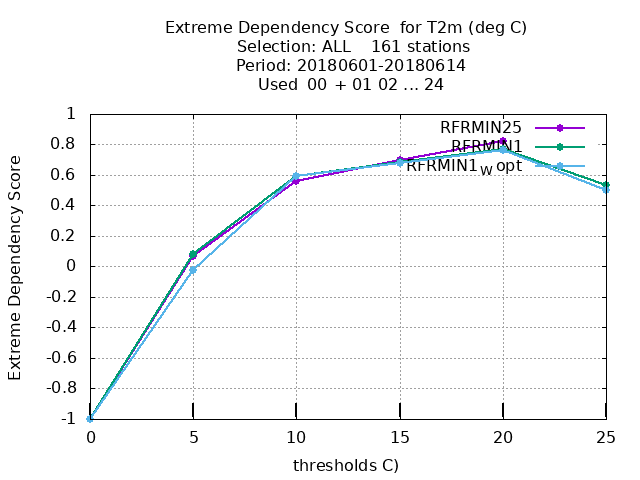 Extreme Dependency Score  for T2m (deg C)
Selection: ALL    161 stations
Period: 20180601-20180614
Used  00 + 01 02 ... 24
Extreme Dependency Score
1
0.8
0.6
0.4
0.2
0
-0.2
-0.4
-0.6
-0.8
-1
RFRMIN25
RFRMIN1
RFRMIN1W opt
0 5 10 15 20 25
thresholds C)